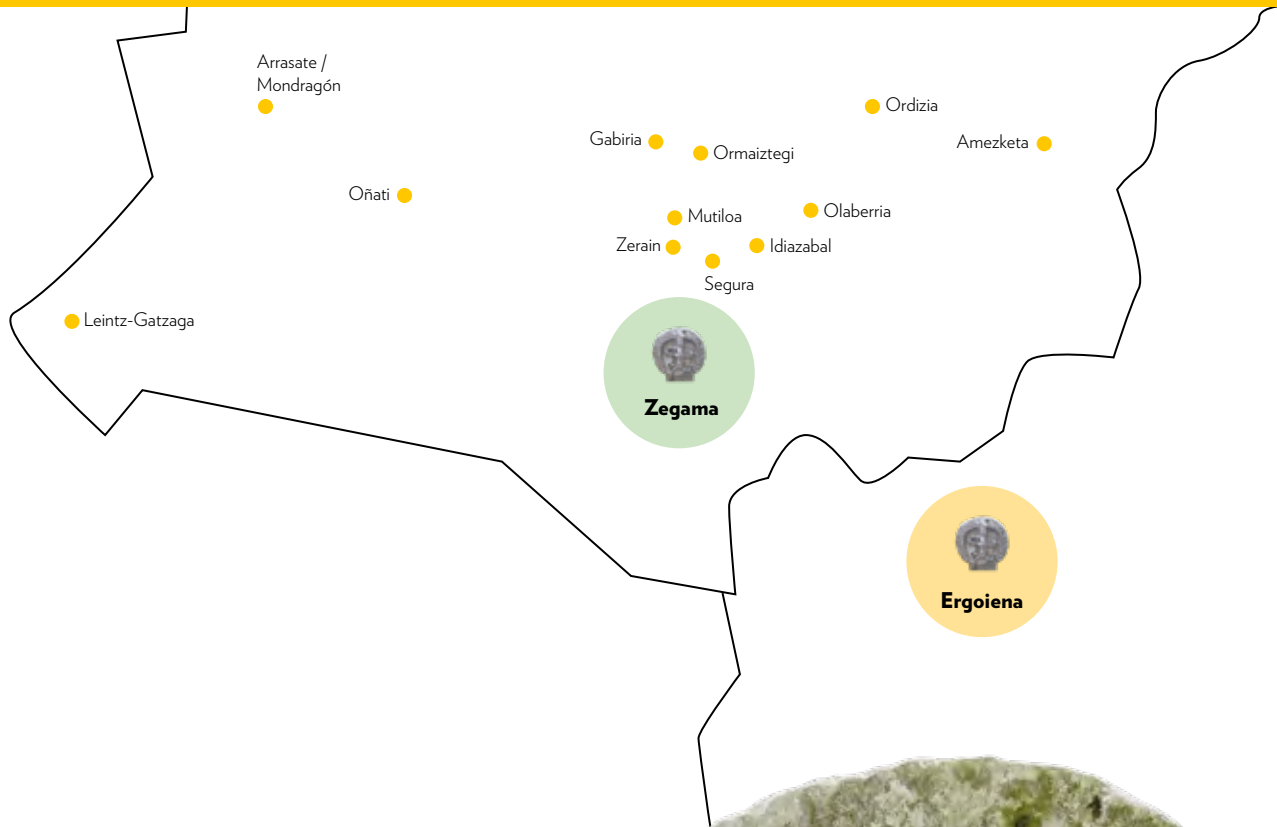 Arrasate /
Mondragón
Ordizia
Gabiria
Amezketa
Ormaiztegi
Oñati
Olaberria
Mutiloa
Zerain
Idiazabal
Segura
Leintz-Gatzaga
Zegama
Ergoiena